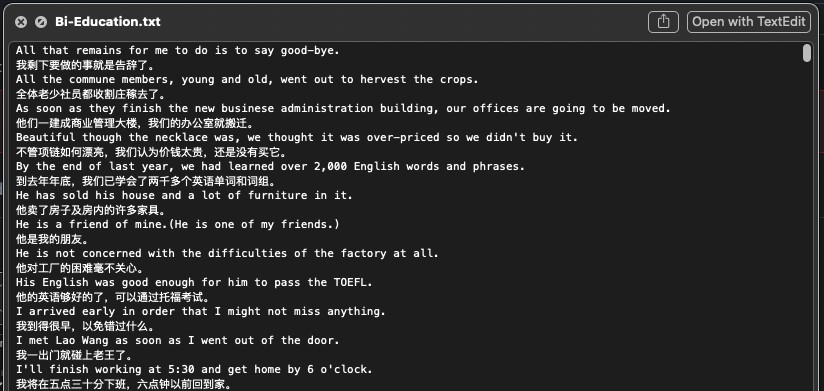 Bi-Education.txt
Open with TextEdit
All that remains for me to do is to say good-bye.
我剩下要做的事就是告辞了。
All the commune members, young and old, went out to hervest the crops.
全体老少社员都收割庄稼去了。
As soon as they finish the new businese administration building, our offices are going to be moved.
他们一建成商业管理大楼，我们的办公室就搬迁。
Beautiful though the necklace was, we thought it was over-priced so we didn't buy it.
不管项链如何漂亮，我们认为价钱太贵，还是没有买它。
By the end of last year, we had learned over 2,000 English words and phrases.
到去年年底，我们已学会了两千多个英语单词和词组。
He has sold his house and a lot of furniture in it.
他卖了房子及房内的许多家具。
He is a friend of mine.(He is one of my friends.)
他是我的朋友。
He is not concerned with the difficulties of the factory at all.
他对工厂的困难毫不关心。
His English was good enough for him to pass the TOEFL.
他的英语够好的了，可以通过托福考试。
I arrived early in order that I might not miss anything.
我到得很早，以免错过什么。
I met Lao Wang as soon as I went out of the door.
我一出门就碰上老王了。
I'll finish working at 5:30 and get home by 6 o'clock.
我将在五点三十分下班，六点钟以前回到家。